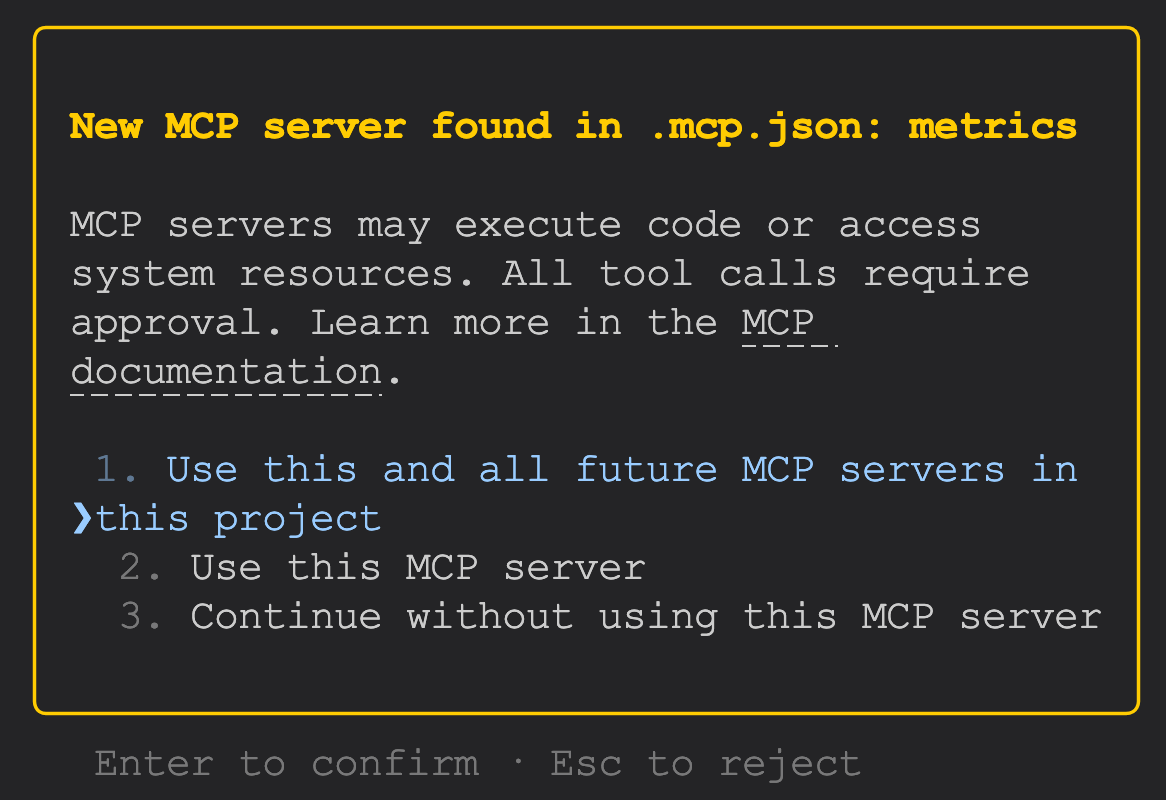 New MCP server found in .mcp.json: metrics
MCP servers may execute code or access
system resources. All tool calls require
approval. Learn more in the MCP
documentation.
1. Use this and all future MCP servers in
❯this project
2. Use this MCP server
3. Continue without using this MCP server
Enter to confirm · Esc to reject